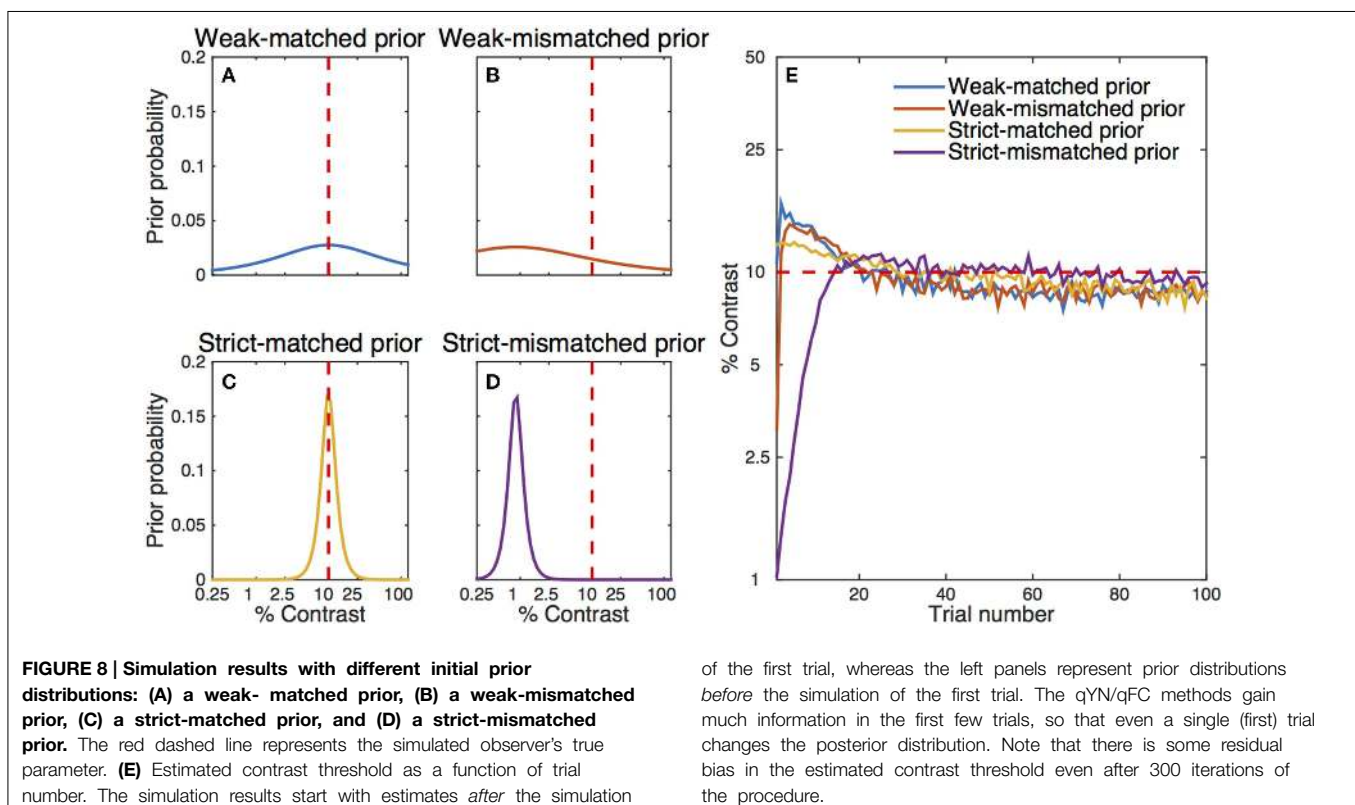 Weak-matched prior
Weak-mismatched prior
0.2
0.15
0.1
0.05
0
Prior probability
A
B
Strict-matched prior
Strict-mismatched prior
0.2
0.15
0.1
0.05
0
Prior probability
C
D
0.25 1 2.5 10 25 100
0.25 1 2.5 10 25 100
% Contrast
% Contrast
E
50
25
10
5
2.5
1
% Contrast
Weak-matched prior
Weak-mismatched prior
Strict-matched prior
Strict-mismatched prior
20 40 60 80 100
Trial number
FIGURE 8 | Simulation results with different initial prior
distributions: (A) a weak- matched prior, (B) a weak-mismatched
prior, (C) a strict-matched prior, and (D) a strict-mismatched
prior. The red dashed line represents the simulated observer's true
parameter. (E) Estimated contrast threshold as a function of trial
number. The simulation results start with estimates after the simulation
of the first trial, whereas the left panels represent prior distributions
before the simulation of the first trial. The qYN/qFC methods gain
much information in the first few trials, so that even a single (first) trial
changes the posterior distribution. Note that there is some residual
bias in the estimated contrast threshold even after 300 iterations of
the procedure.